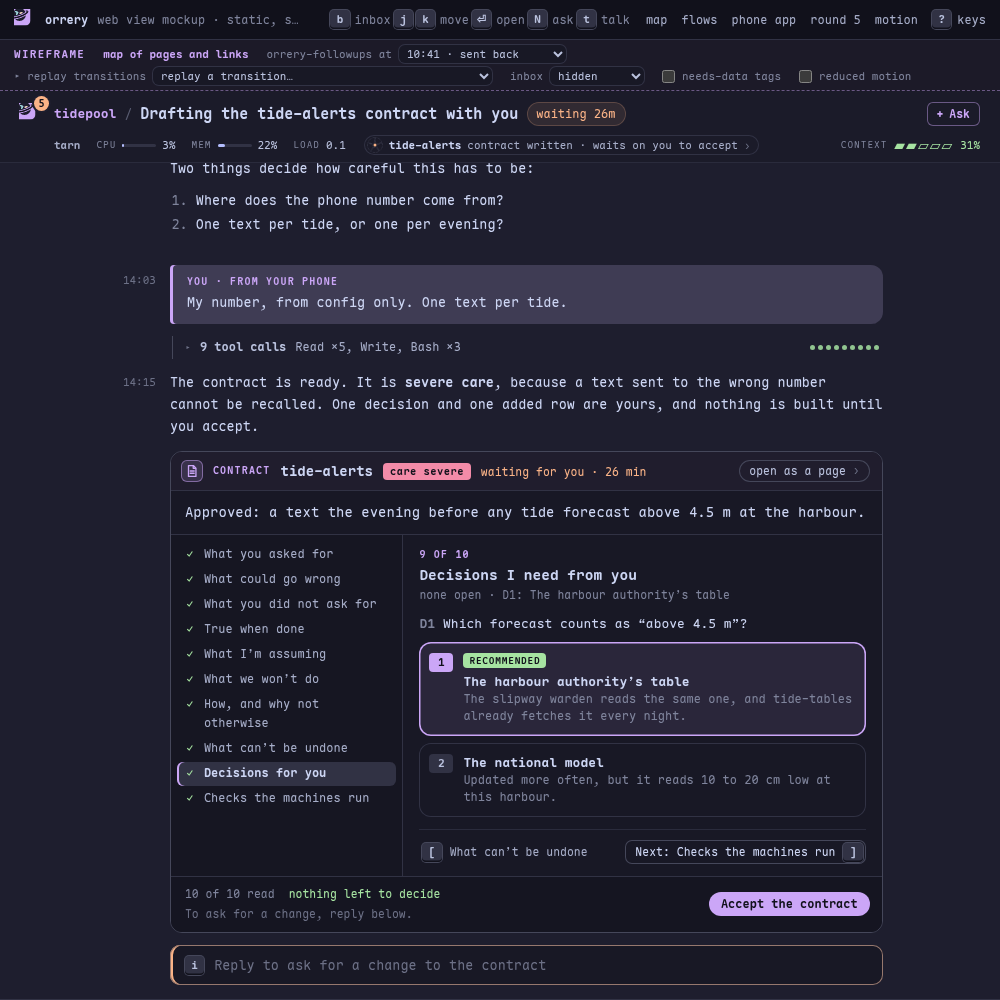 orrery web view mockup · static, s…
b inbox j k move ⏎ open N ask t talk map flows phone app round 5 motion ? keys
WIREFRAME map of pages and links orrery-followups at 10:41 · sent back
▸ replay transitions replay a transition… inbox hidden needs-data tags reduced motion
5 tidepool / Drafting the tide-alerts contract with you waiting 26m + Ask
tarn CPU 3% MEM 22% LOAD 0.1 tide-alerts contract written · waits on you to accept › CONTEXT 31%
Two things decide how careful this has to be:
1. Where does the phone number come from?
2. One text per tide, or one per evening?
14:03 YOU · FROM YOUR PHONE
My number, from config only. One text per tide.
▸ 9 tool calls Read ×5, Write, Bash ×3
14:15 The contract is ready. It is severe care, because a text sent to the wrong number
cannot be recalled. One decision and one added row are yours, and nothing is built until
you accept.
CONTRACT tide-alerts care severe waiting for you · 26 min open as a page ›
Approved: a text the evening before any tide forecast above 4.5 m at the harbour.
✓ What you asked for
✓ What could go wrong
✓ What you did not ask for
✓ True when done
✓ What I’m assuming
✓ What we won’t do
✓ How, and why not
otherwise
✓ What can’t be undone
✓ Decisions for you
✓ Checks the machines run
9 OF 10
Decisions I need from you
none open · D1: The harbour authority’s table
D1 Which forecast counts as “above 4.5 m”?
1 RECOMMENDED
The harbour authority’s table
The slipway warden reads the same one, and tide-tables
already fetches it every night.
2 The national model
Updated more often, but it reads 10 to 20 cm low at
this harbour.
[ What can’t be undone Next: Checks the machines run ]
10 of 10 read nothing left to decide
To ask for a change, reply below.
Accept the contract
i Reply to ask for a change to the contract